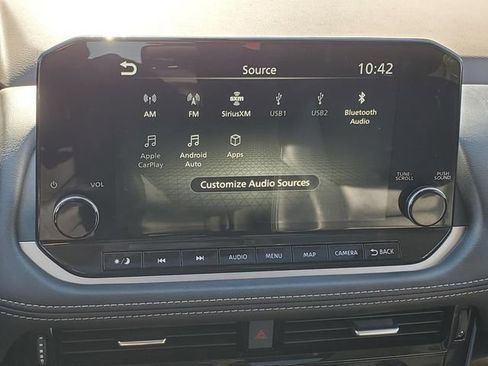 Source 10:42
AM FM SiriusXM USB1 USB2 Bluetooth Audio
Apple CarPlay Android Auto Apps
Customize Audio Sources
VOL TUNE-SCROLL PUSH SOUND
AUDIO MENU MAP CAMERA BACK